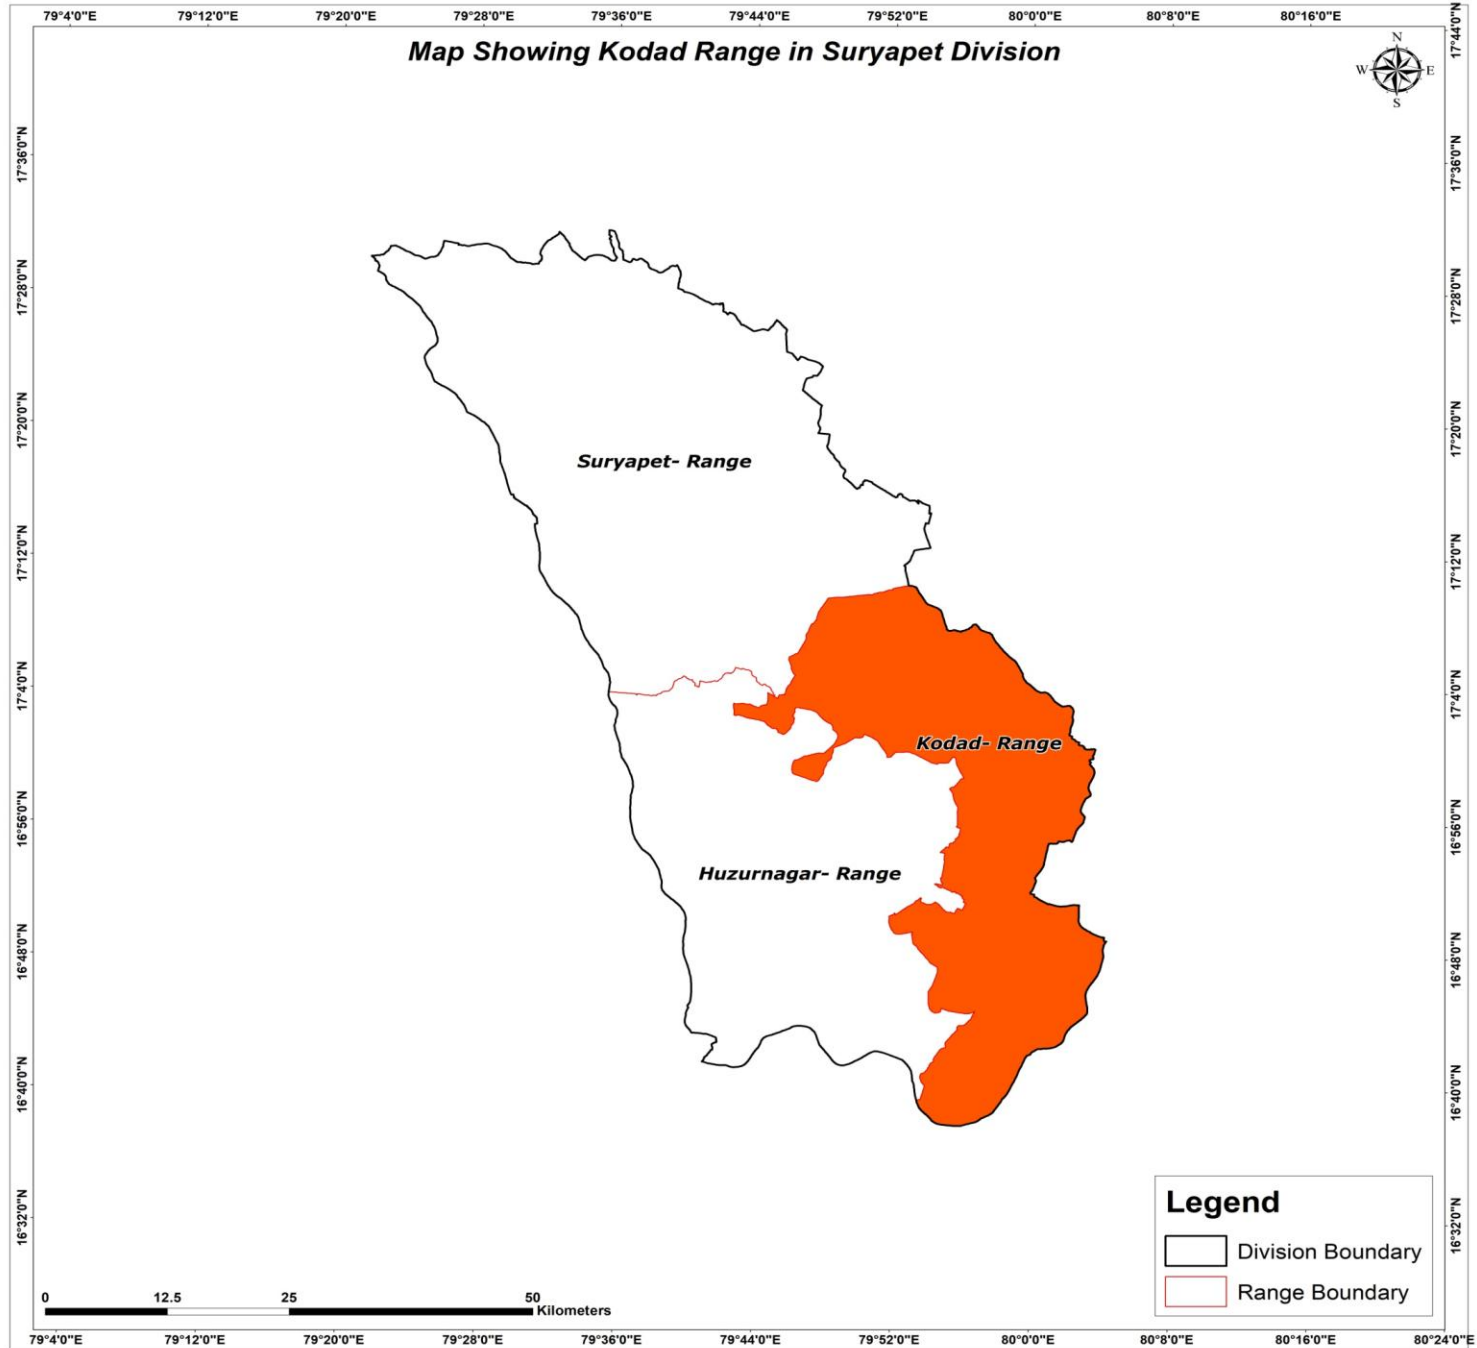 79°4'0"E 79°12'0"E 79°20'0"E 79°28'0"E 79°36'0"E 79°44'0"E 79°52'0"E 80°0'0"E 80°8'0"E 80°16'0"E
Map Showing Kodad Range in Suryapet Division
N
W E
S
17°44'0"N
17°36'0"N 17°36'0"N
17°28'0"N 17°28'0"N
17°20'0"N 17°20'0"N
Suryapet- Range
17°12'0"N 17°12'0"N
17°4'0"N 17°4'0"N
Kodad- Range
16°56'0"N 16°56'0"N
Huzurnagar- Range
16°48'0"N 16°48'0"N
16°40'0"N 16°40'0"N
16°32'0"N 16°32'0"N
Legend
Division Boundary
Range Boundary
0 12.5 25 50
Kilometers
79°4'0"E 79°12'0"E 79°20'0"E 79°28'0"E 79°36'0"E 79°44'0"E 79°52'0"E 80°0'0"E 80°8'0"E 80°16'0"E 80°24'0"E